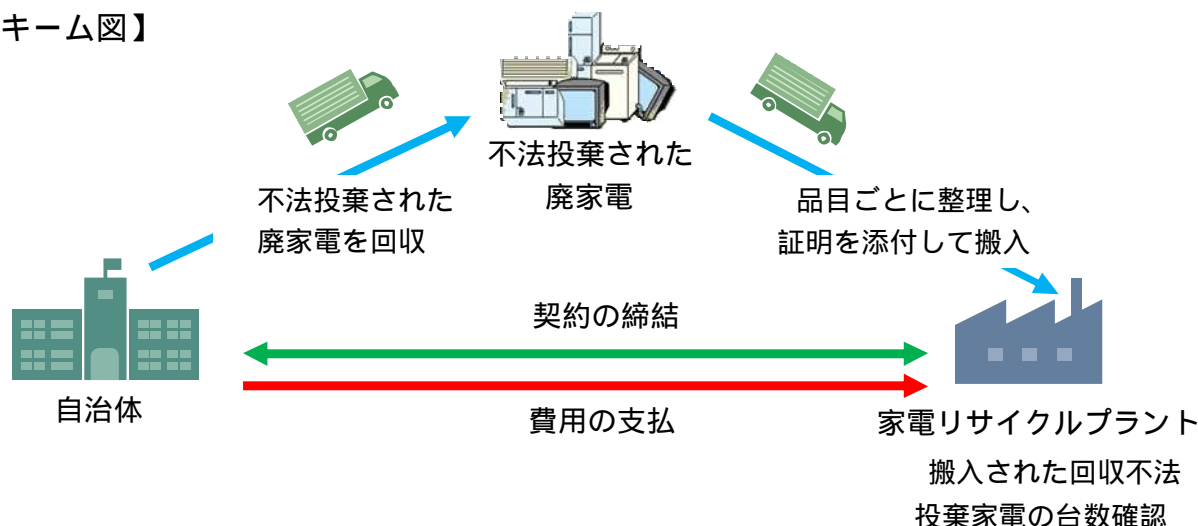 キーム図】
不法投棄された
廃家電
不法投棄された
廃家電を回収
品目ごとに整理し、
証明を添付して搬入
契約の締結
費用の支払
自治体
家電リサイクルプラント
搬入された回収不法
投棄家電の台数確認